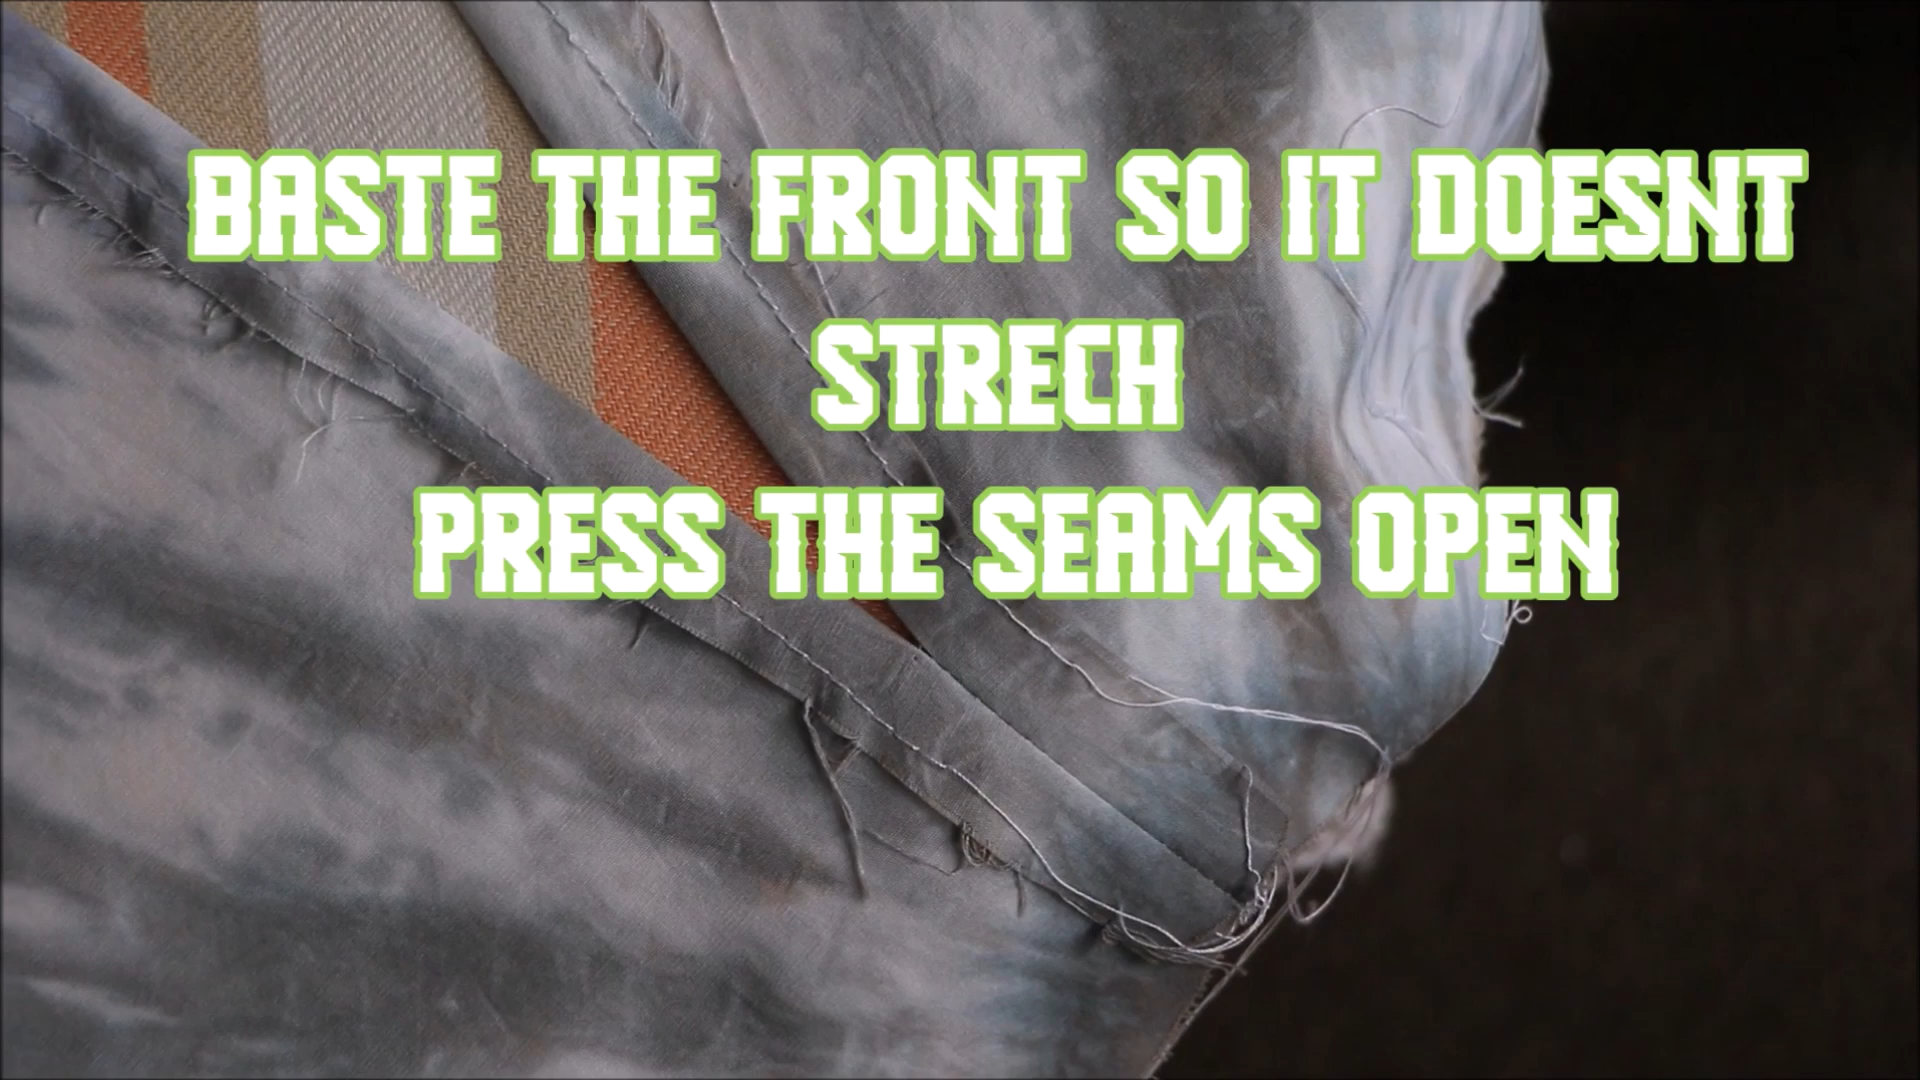 BASTE THE FRONT SO IT DOESNT
STRECH
PRESS THE SEAMS OPEN